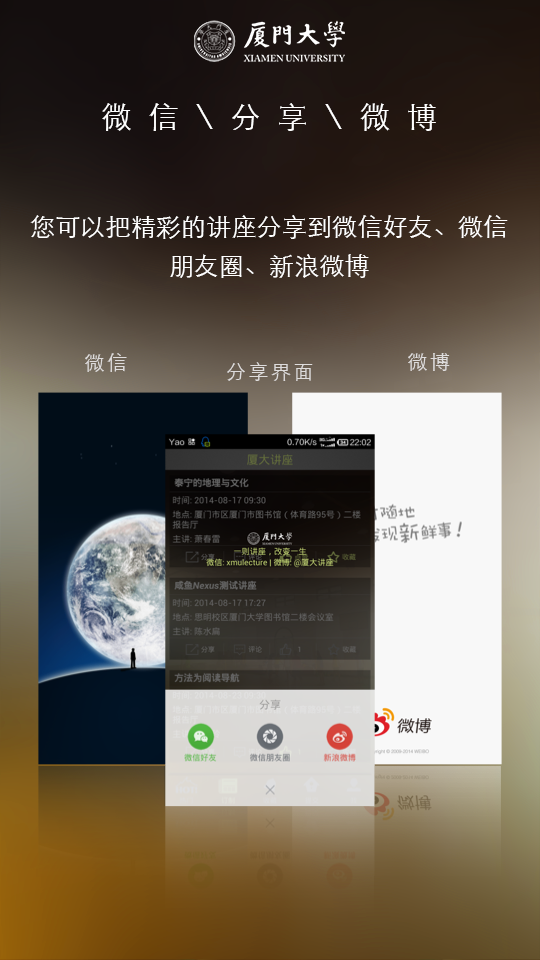 厦門大學
XIAMEN UNIVERSITY
微 信 \ 分 享 \ 微 博
您可以把精彩的讲座分享到微信好友、微信
朋友圈、新浪微博
微信
分享界面
微博
Yao
0.70K/s
22:02
厦大讲座
泰宁的地理与文化
时间: 2014-08-17 09:30
地点: 厦门市区厦门市图书馆（体育路95号）二楼
报告厅
主讲: 萧春雷
厦門大學
一则讲座，改变一生
微信: xmulecture | 微博: @厦大讲座
分享
收藏
咸鱼Nexus测试讲座
时间: 2014-08-17 17:27
地点: 思明校区厦门大学图书馆二楼会议室
主讲: 陈水扁
分享
评论
1
收藏
方法为阅读导航
分享
微信好友
微信朋友圈
新浪微博
随地
发现新鲜事！
微博